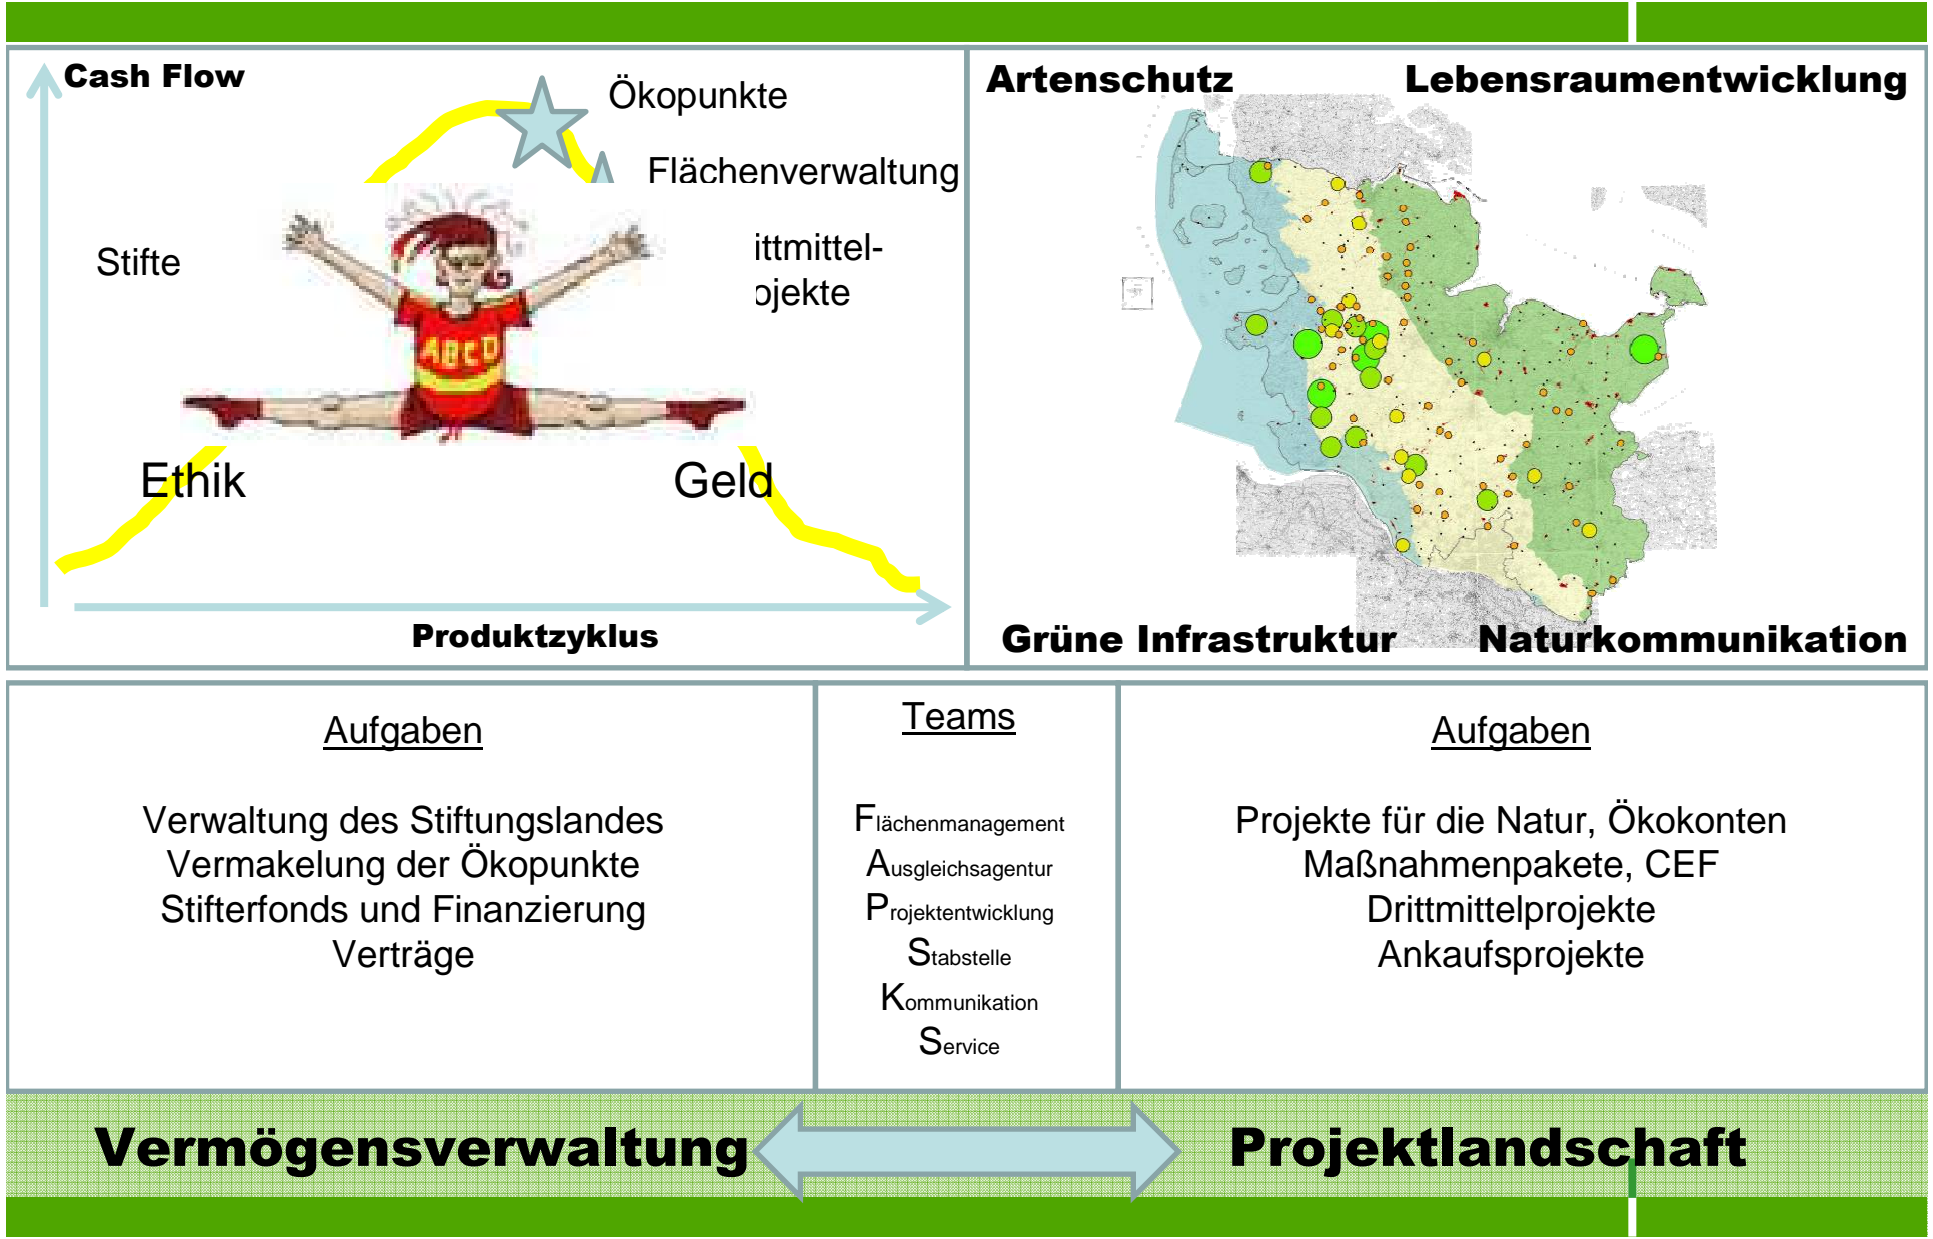 Cash Flow
Ökopunkte
Flächenverwaltung
Stifte
ittmittel-
ojekte
ABCD
Ethik
Geld
Produktzyklus
Artenschutz
Lebensraumentwicklung
Grüne Infrastruktur
Naturkommunikation
Aufgaben
Verwaltung des Stiftungslandes
Vermakelung der Ökopunkte
Stifterfonds und Finanzierung
Verträge
Teams
Flächenmanagement
Ausgleichsagentur
Projektentwicklung
Stabstelle
Kommunikation
Service
Aufgaben
Projekte für die Natur, Ökokonten
Maßnahmenpakete, CEF
Drittmittelprojekte
Ankaufsprojekte
Vermögensverwaltung
Projektlandschaft